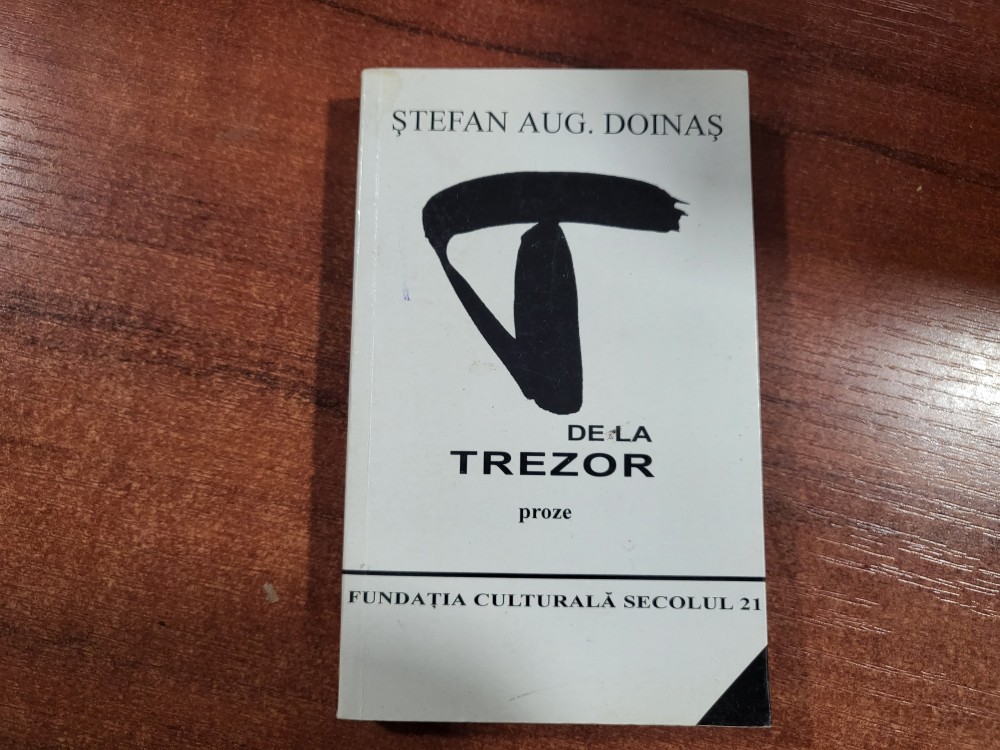 ŞTEFAN AUG. DOINAŞ
T
DE LA
TREZOR
proze
FUNDAŢIA CULTURALĂ SECOLUL 21